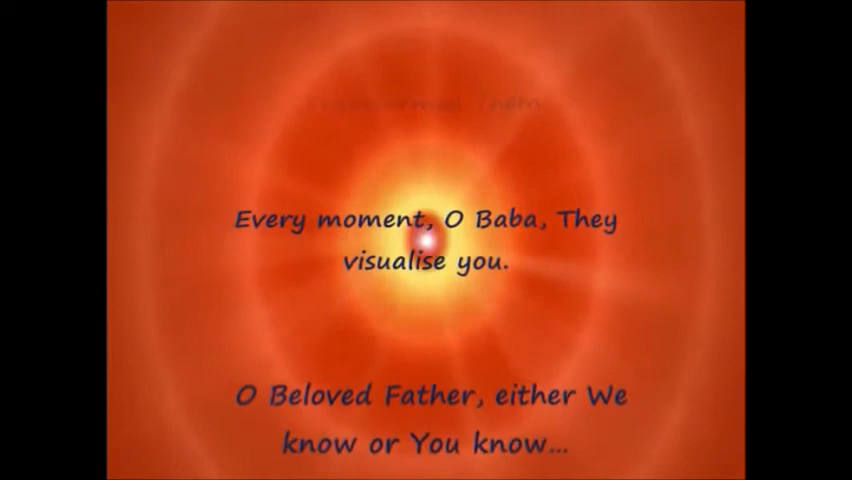 Every moment, O Baba, They
visualise you.
O Beloved Father, either We
know or You know...